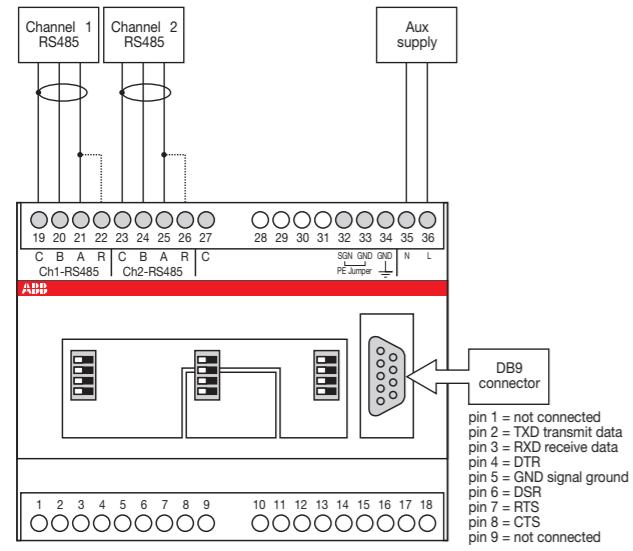 Channel 1 Channel 2 Aux
RS485 RS485 supply
19 20 21 22 23 24 25 26 27 28 29 30 31 32 33 34 35 36
C B A R C B A R C SGN GND GND N L
Ch1-RS485 Ch2-RS485 PE Jumper
ABB
DB9
connector
pin 1 = not connected
pin 2 = TXD transmit data
pin 3 = RXD receive data
pin 4 = DTR
pin 5 = GND signal ground
pin 6 = DSR
pin 7 = RTS
pin 8 = CTS
pin 9 = not connected
1 2 3 4 5 6 7 8 9 10 11 12 13 14 15 16 17 18